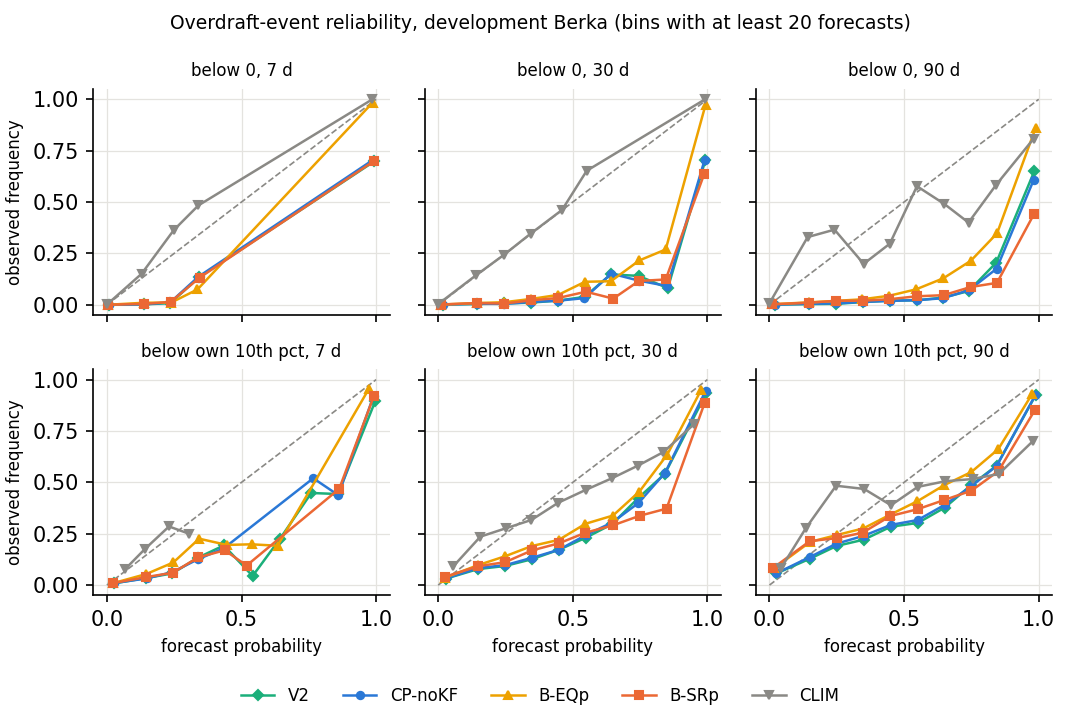 Overdraft-event reliability, development Berka (bins with at least 20 forecasts)
below 0, 7 d
below 0, 30 d
below 0, 90 d
observed frequency
1.00
0.75
0.50
0.25
0.00
below own 10th pct, 7 d
below own 10th pct, 30 d
below own 10th pct, 90 d
observed frequency
1.00
0.75
0.50
0.25
0.00
0.0 0.5 1.0
0.0 0.5 1.0
0.0 0.5 1.0
forecast probability
forecast probability
forecast probability
V2 CP-noKF B-EQp B-SRp CLIM